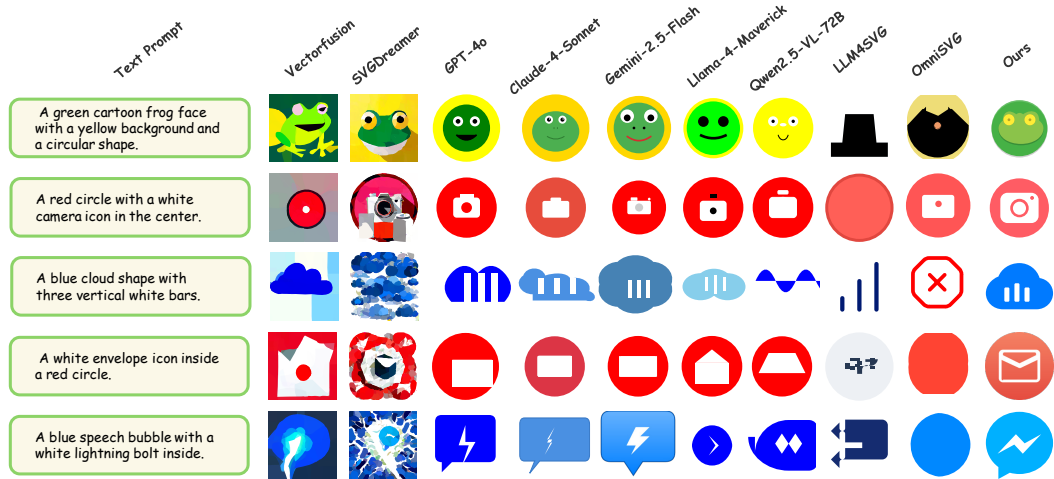 Text Prompt
Vectorfusion
SVGDreamer
GPT-4o
Claude-4-Sonnet
Gemini-2.5-Flash
Llama-4-Maverick
Qwen2.5-VL-72B
LLM4SVG
OmniSVG
Ours
A green cartoon frog face
with a yellow background and
a circular shape.
A red circle with a white
camera icon in the center.
A blue cloud shape with
three vertical white bars.
A white envelope icon inside
a red circle.
A blue speech bubble with a
white lightning bolt inside.